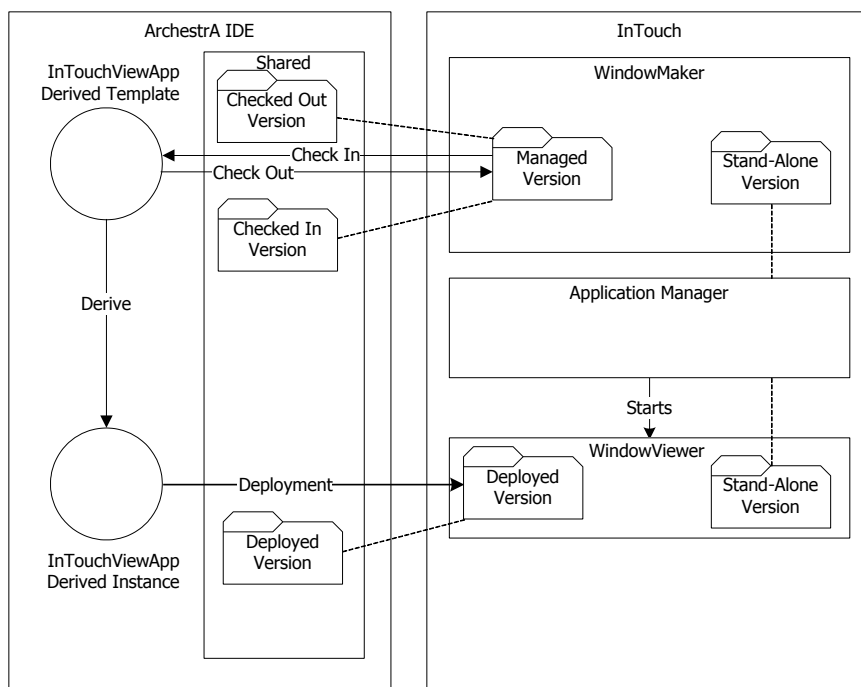 ArchestrA IDE
InTouchViewApp
Derived Template
Shared
Checked Out
Version
Check In
Check Out
Checked In
Version
Derive
Deployment
Deployed
Version
InTouchViewApp
Derived Instance
InTouch
WindowMaker
Managed
Version
Stand-Alone
Version
Application Manager
Starts
WindowViewer
Deployed
Version
Stand-Alone
Version